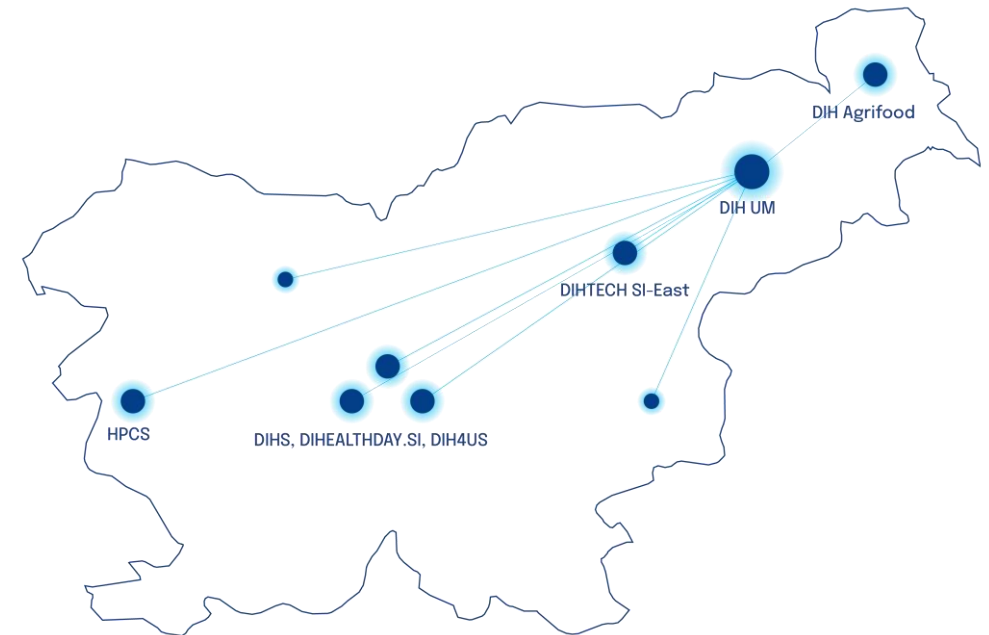 DIH Agrifood
DIH UM
DIHTECH SI-East
HPCS
DIHS, DIHEALTHDAY.SI, DIH4US